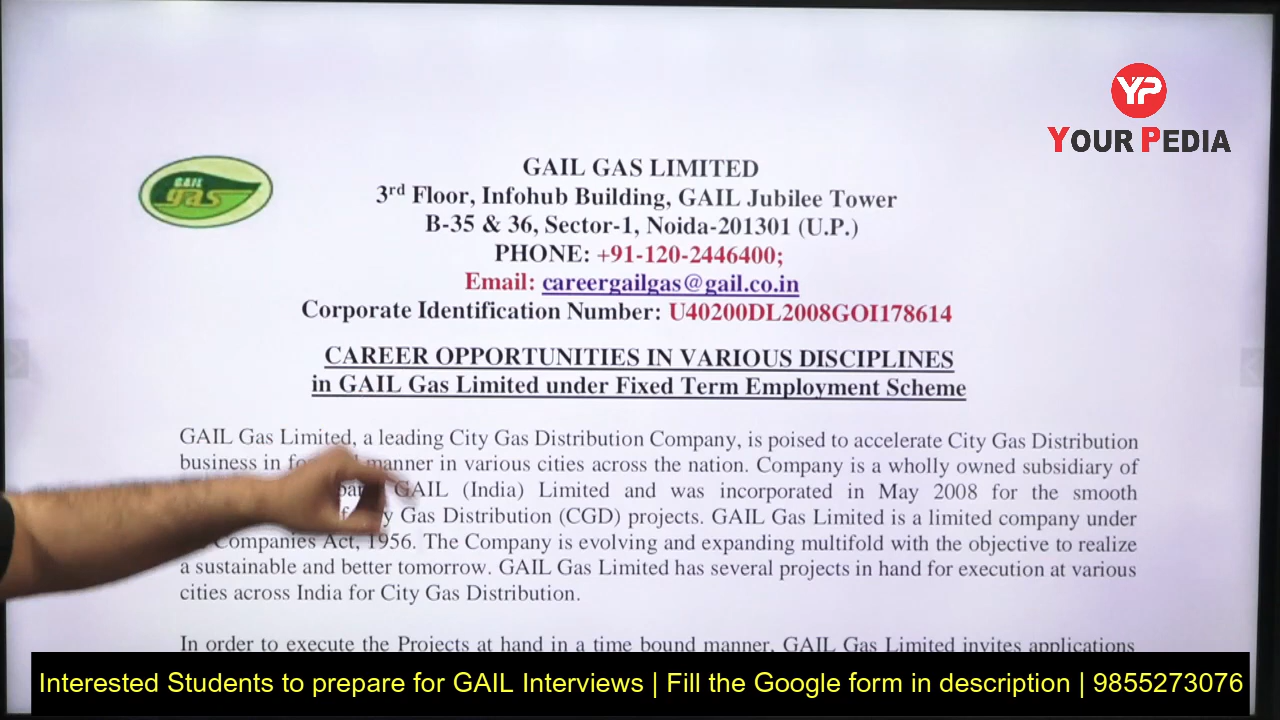 YP
YOUR PEDIA
GAIL
gas
GAIL GAS LIMITED
3rd Floor, Infohub Building, GAIL Jubilee Tower
B-35 & 36, Sector-1, Noida-201301 (U.P.)
PHONE: +91-120-2446400;
Email: careergailgas@gail.co.in
Corporate Identification Number: U40200DL2008GOI178614
CAREER OPPORTUNITIES IN VARIOUS DISCIPLINES
in GAIL Gas Limited under Fixed Term Employment Scheme
GAIL Gas Limited, a leading City Gas Distribution Company, is poised to accelerate City Gas Distribution
business in manner in various cities across the nation. Company is a wholly owned subsidiary of
GAIL (India) Limited and was incorporated in May 2008 for the smooth
Gas Distribution (CGD) projects. GAIL Gas Limited is a limited company under
Companies Act, 1956. The Company is evolving and expanding multifold with the objective to realize
a sustainable and better tomorrow. GAIL Gas Limited has several projects in hand for execution at various
cities across India for City Gas Distribution.
In order to execute the Projects at hand in a time bound manner, GAIL Gas Limited invites applications
Interested Students to prepare for GAIL Interviews | Fill the Google form in description | 9855273076